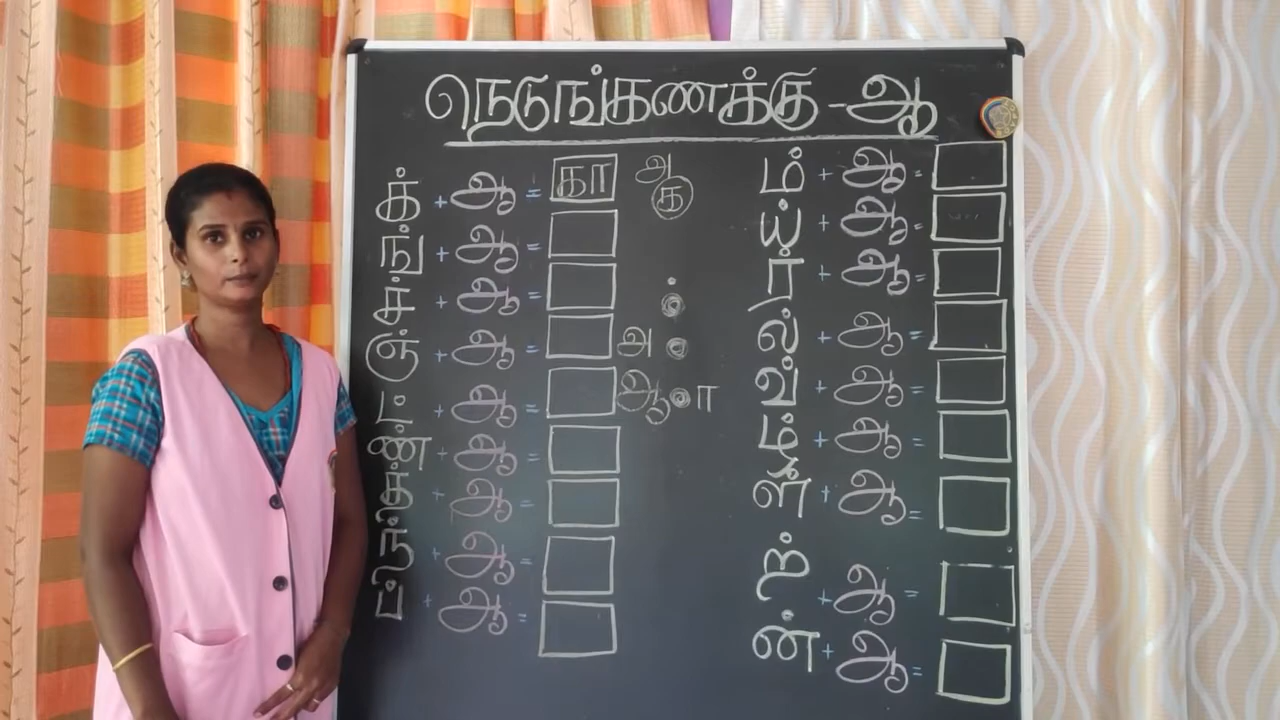 நெடுங்கணக்கு - ஆ
க் + ஆ = கா அ க
ங் + ஆ =
ச் + ஆ =
ஞ் + ஆ = அ
ட் + ஆ = ஆ ா
ண் + ஆ =
த் + ஆ =
ந் + ஆ =
ப் + ஆ =
ம் + ஆ =
ய் + ஆ =
ர் + ஆ =
ல் + ஆ =
வ் + ஆ =
ழ் + ஆ =
ள் + ஆ =
ற் + ஆ =
ன் + ஆ =